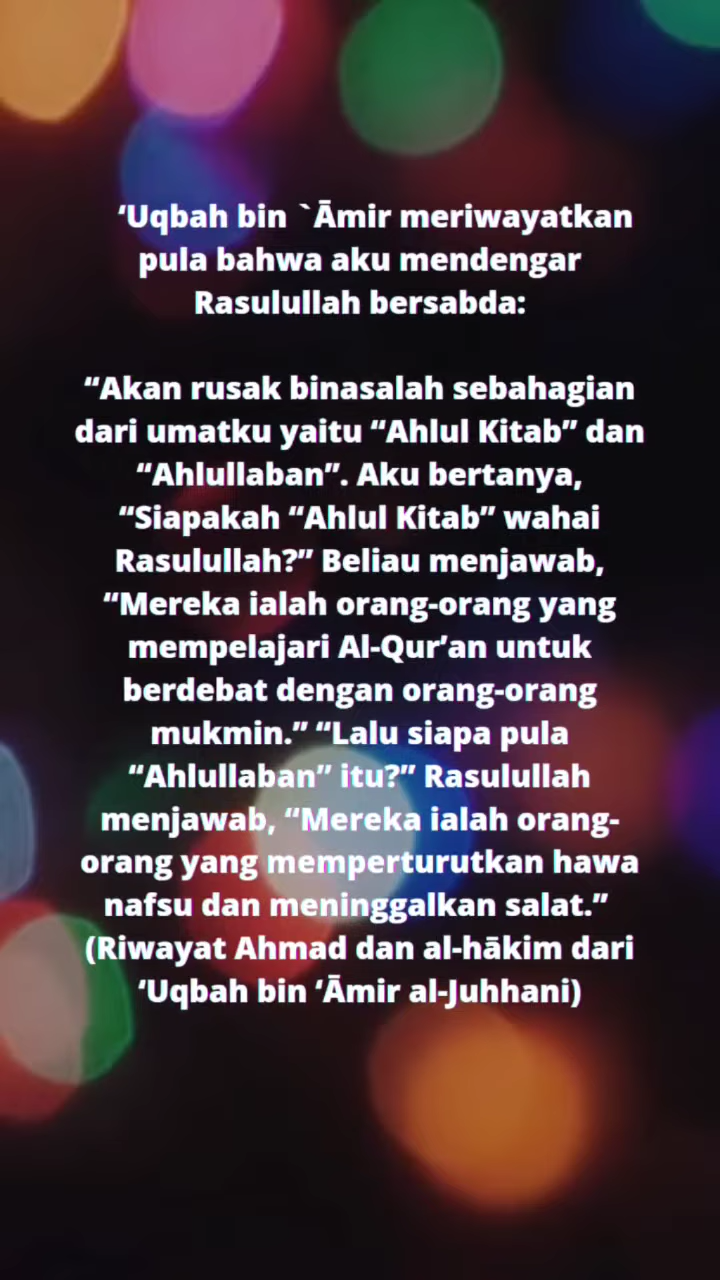 ‘Uqbah bin `Āmir meriwayatkan
pula bahwa aku mendengar
Rasulullah bersabda:
“Akan rusak binasalah sebahagian
dari umatku yaitu “Ahlul Kitab” dan
“Ahlullaban”. Aku bertanya,
“Siapakah “Ahlul Kitab” wahai
Rasulullah?” Beliau menjawab,
“Mereka ialah orang-orang yang
mempelajari Al-Qur’an untuk
berdebat dengan orang-orang
mukmin.” “Lalu siapa pula
“Ahlullaban” itu?” Rasulullah
menjawab, “Mereka ialah orang-
orang yang memperturutkan hawa
nafsu dan meninggalkan salat.”
(Riwayat Ahmad dan al-hākim dari
‘Uqbah bin ‘Āmir al-Juhhani)